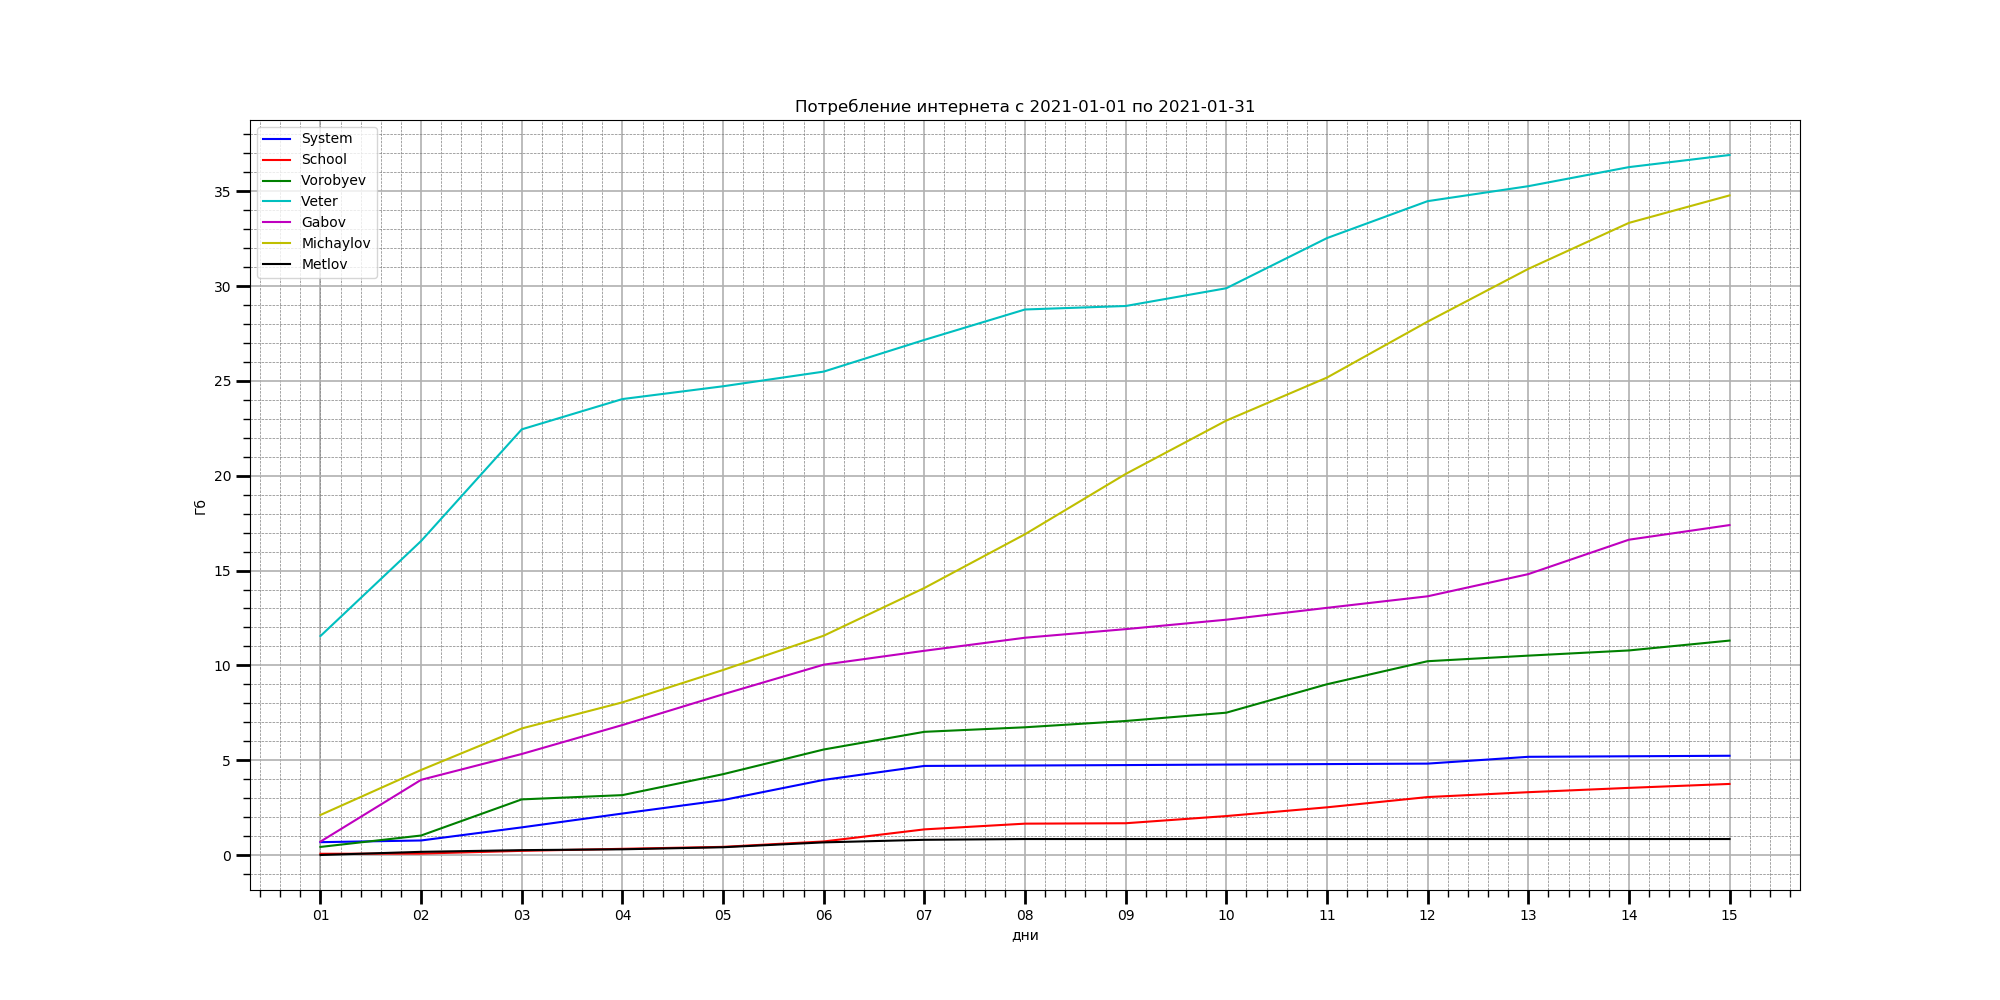 Потребление интернета с 2021-01-01 по 2021-01-31
System
School
Vorobyev
Veter
Gabov
Michaylov
Metlov
35
30
25
20
15
10
5
0
Гб
01 02 03 04 05 06 07 08 09 10 11 12 13 14 15
дни